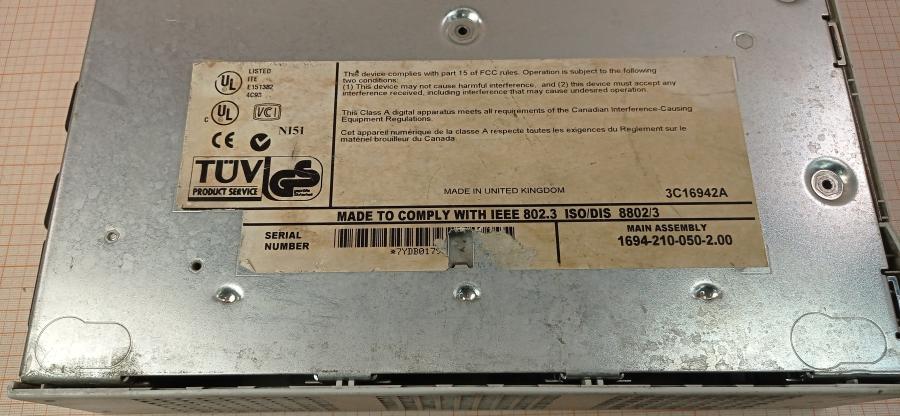 UL
LISTED
ITE
E151382
4C93
C UL
VCI
CE
N151
TÜV
PRODUCT SERVICE
GS
This device complies with part 15 of FCC rules. Operation is subject to the following
two conditions:
(1) This device may not cause harmful interference, and (2) this device must accept any
interference received, including interference that may cause undesired operation.
This Class A digital apparatus meets all requirements of the Canadian Interference-Causing
Equipment Regulations.
Cet appareil numérique de la classe A respecte toutes les exigences du Reglement sur le
matériel brouilleur du Canada.
MADE IN UNITED KINGDOM
3C16942A
MADE TO COMPLY WITH IEEE 802.3 ISO/DIS 8802/3
SERIAL
NUMBER
*7YDB0179
MAIN ASSEMBLY
1694-210-050-2.00